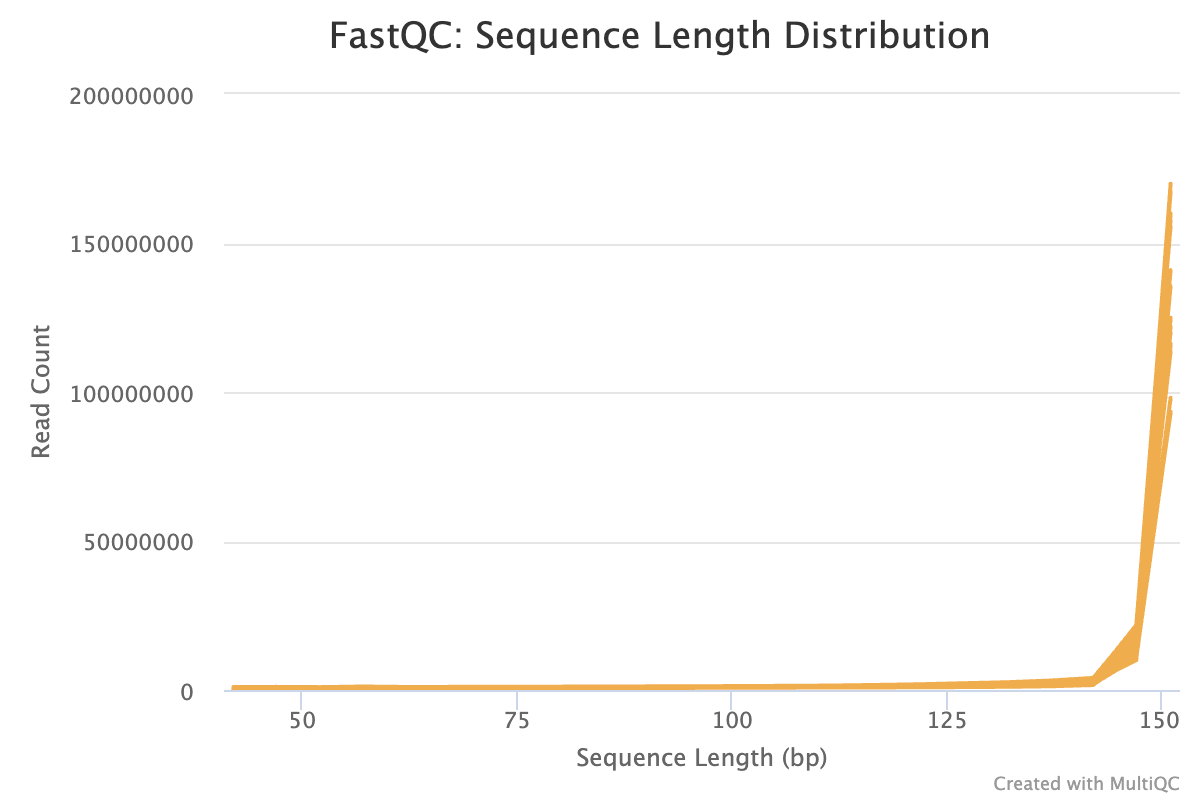 FastQC: Sequence Length Distribution
200000000
150000000
100000000
50000000
0
Read Count
50 75 100 125 150
Sequence Length (bp)
Created with MultiQC